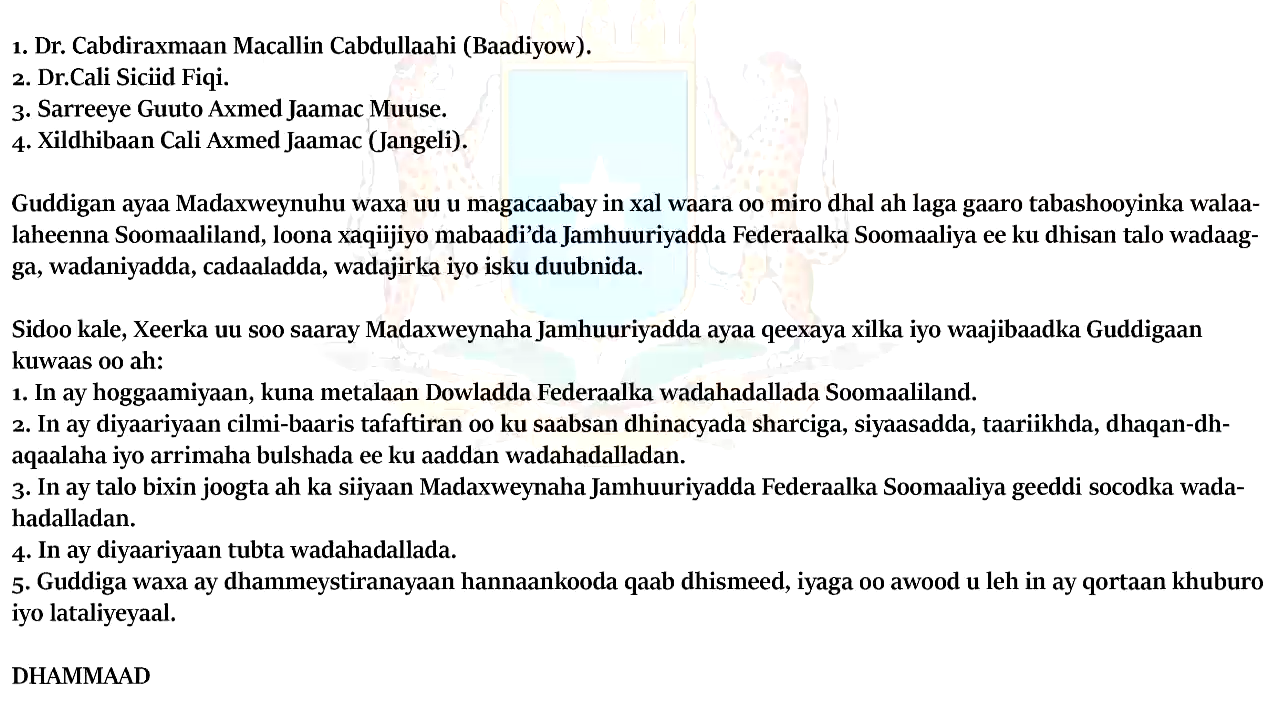 1. Dr. Cabdiraxmaan Macallin Cabdullaahi (Baadiyow).
2. Dr.Cali Siciid Fiqi.
3. Sarreeye Guuto Axmed Jaamac Muuse.
4. Xildhibaan Cali Axmed Jaamac (Jangeli).
Guddigan ayaa Madaxweynuhu waxa uu u magacaabay in xal waara oo miro dhal ah laga gaaro tabashooyinka walaa-
laheenna Soomaaliland, loona xaqiijiyo mabaadi’da Jamhuuriyadda Federaalka Soomaaliya ee ku dhisan talo wadaag-
ga, wadaniyadda, cadaaladda, wadajirka iyo isku duubnida.
Sidoo kale, Xeerka uu soo saaray Madaxweynaha Jamhuuriyadda ayaa qeexaya xilka iyo waajibaadka Guddigaan
kuwaas oo ah:
1. In ay hoggaamiyaan, kuna metalaan Dowladda Federaalka wadahadallada Soomaaliland.
2. In ay diyaariyaan cilmi-baaris tafaftiran oo ku saabsan dhinacyada sharciga, siyaasadda, taariikhda, dhaqan-dh-
aqaalaha iyo arrimaha bulshada ee ku aaddan wadahadalladan.
3. In ay talo bixin joogta ah ka siiyaan Madaxweynaha Jamhuuriyadda Federaalka Soomaaliya geeddi socodka wada-
hadalladan.
4. In ay diyaariyaan tubta wadahadallada.
5. Guddiga waxa ay dhammeystiranayaan hannaankooda qaab dhismeed, iyaga oo awood u leh in ay qortaan khuburo
iyo lataliyeyaal.
DHAMMAAD